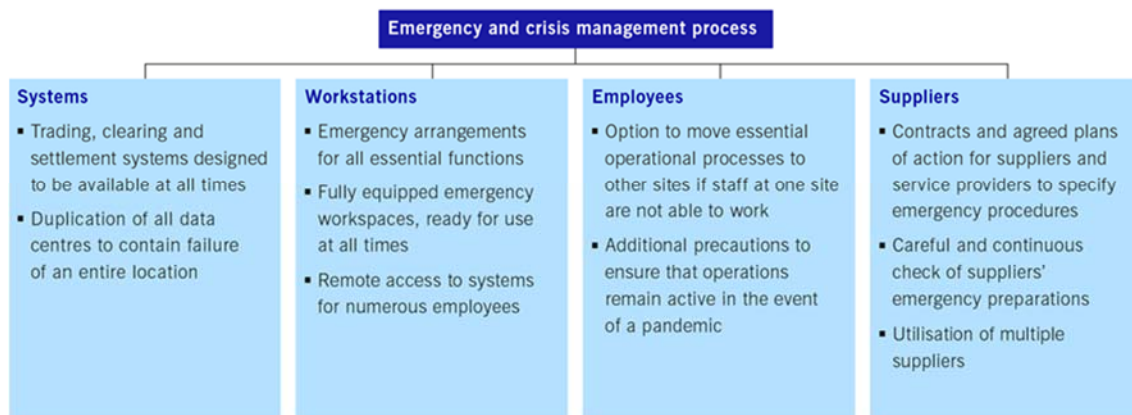 Emergency and crisis management process
Systems
▪ Trading, clearing and
settlement systems designed
to be available at all times
▪ Duplication of all data
centres to contain failure
of an entire location
Workstations
▪ Emergency arrangements
for all essential functions
▪ Fully equipped emergency
workspaces, ready for use
at all times
▪ Remote access to systems
for numerous employees
Employees
▪ Option to move essential
operational processes to
other sites if staff at one site
are not able to work
▪ Additional precautions to
ensure that operations
remain active in the event
of a pandemic
Suppliers
▪ Contracts and agreed plans
of action for suppliers and
service providers to specify
emergency procedures
▪ Careful and continuous
check of suppliers’
emergency preparations
▪ Utilisation of multiple
suppliers